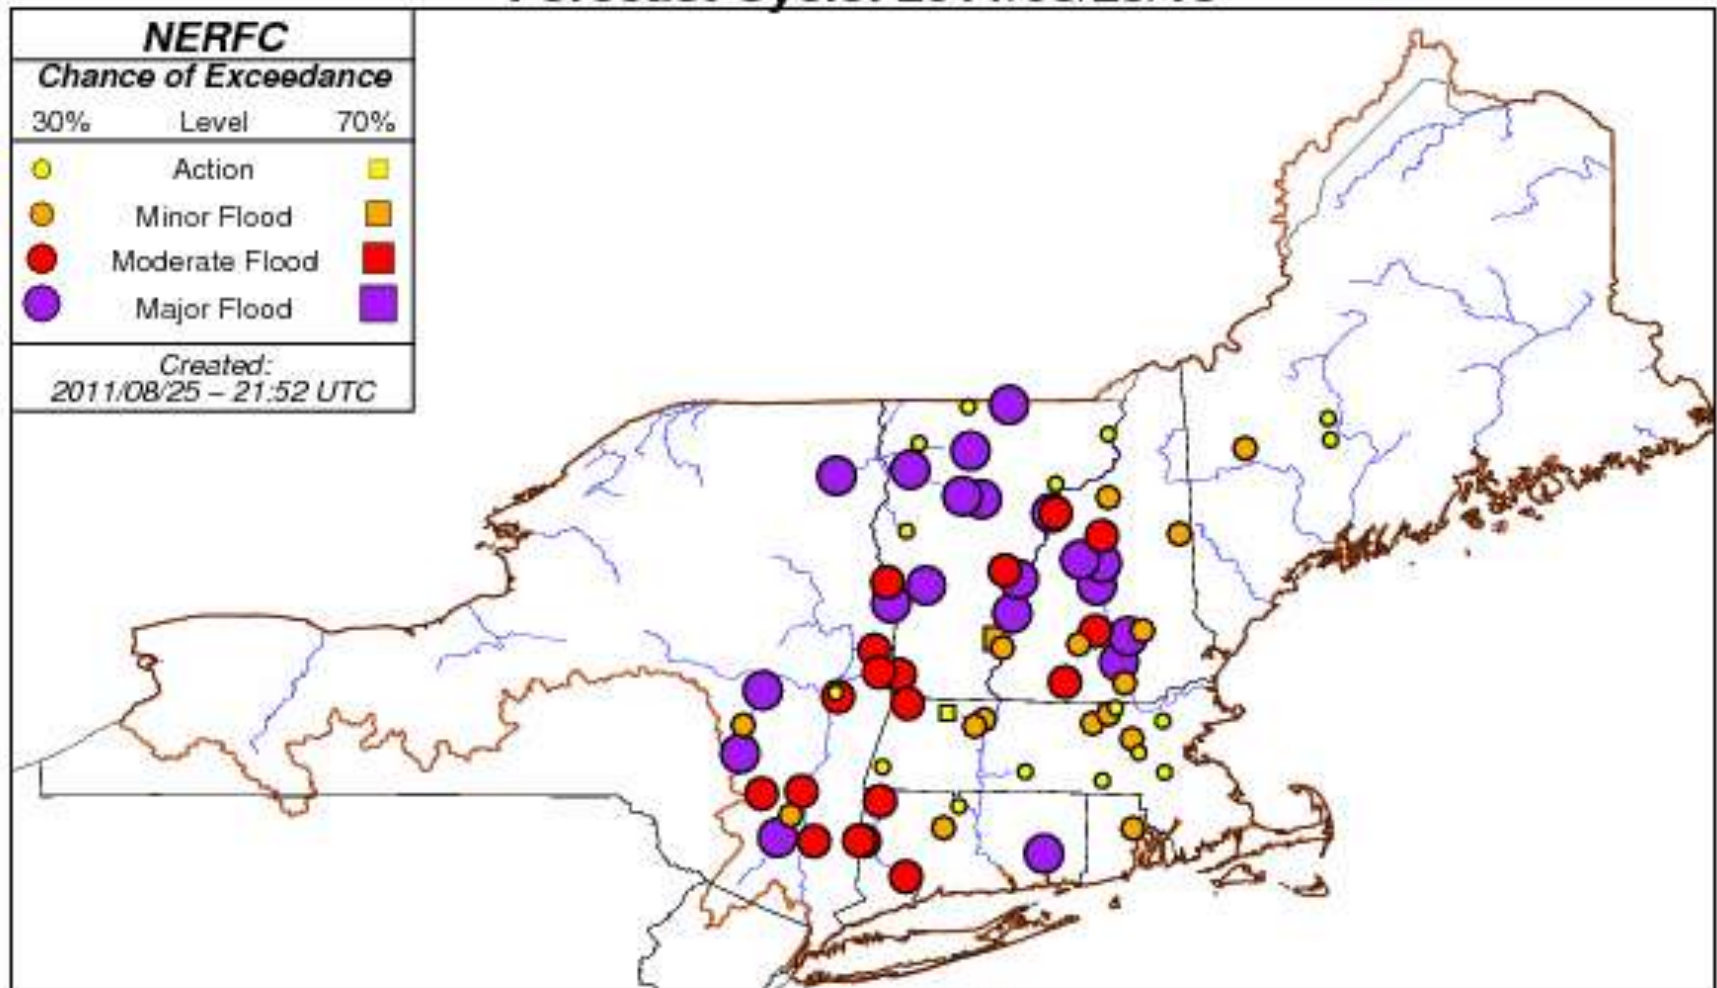 NERFC
Chance of Exceedance
30% Level 70%
Action
Minor Flood
Moderate Flood
Major Flood
Created:
2011/08/25 – 21:52 UTC